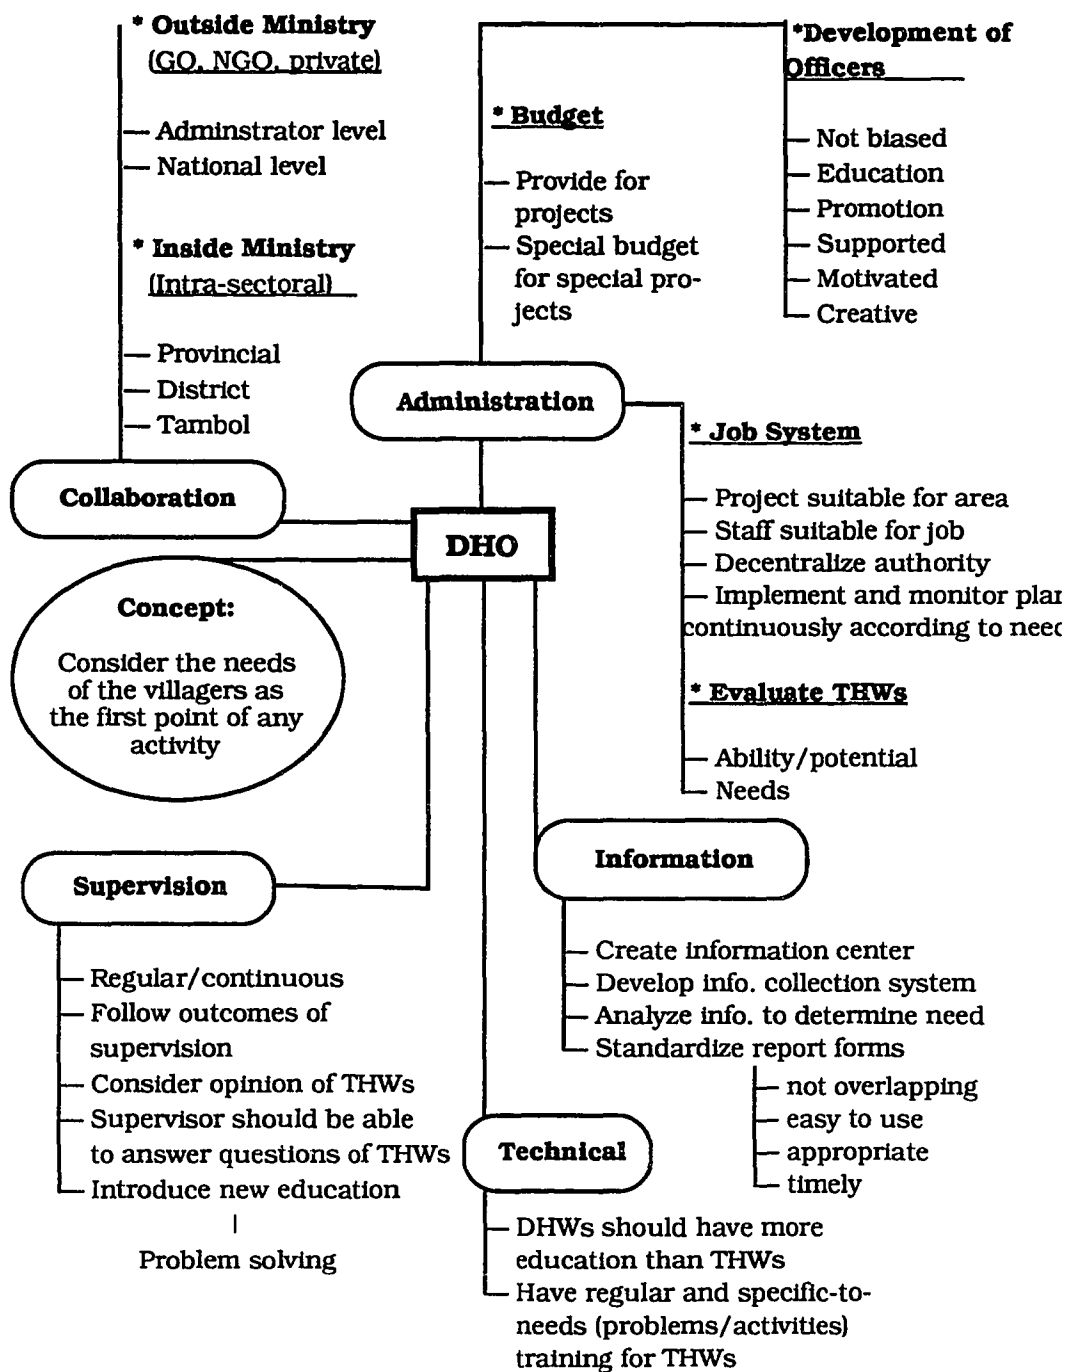 * Outside Ministry
(GO, NGO, private)
— Adminstrator level
— National level
* Inside Ministry
(Intra-sectoral)
— Provincial
— District
— Tambol
Collaboration
* Budget
— Provide for
projects
— Special budget
for special pro-
jects
*Development of
Officers
— Not biased
— Education
— Promotion
— Supported
— Motivated
— Creative
Administration
* Job System
— Project suitable for area
— Staff suitable for job
— Decentralize authority
— Implement and monitor
continuously according to
* Evaluate THWs
— Ability/potential
— Needs
DHO
Concept:
Consider the needs
of the villagers as
the first point of any
activity
Supervision
— Regular/continuous
— Follow outcomes of
supervision
— Consider opinion of THWs
— Supervisor should be able
to answer questions of THWs
— Introduce new education
Problem solving
Information
— Create information center
— Develop info. collection system
— Analyze info. to determine need
— Standardize report forms
— not overlapping
— easy to use
— appropriate
— timely
Technical
— DHWs should have more
education than THWs
— Have regular and specific-to-
needs (problems/activities)
training for THWs